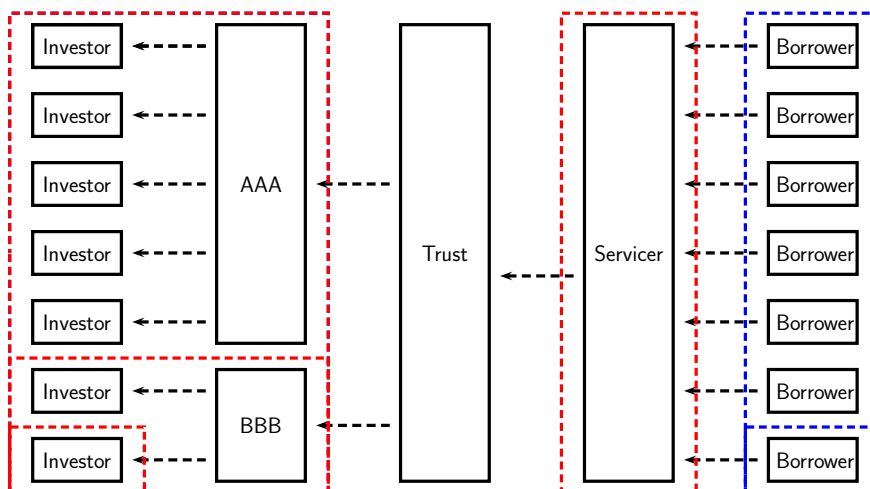 Investor
Borrower
Investor
Borrower
Investor
AAA
Borrower
Investor
Trust
Servicer
Borrower
Investor
Borrower
Investor
Borrower
BBB
Investor
Borrower